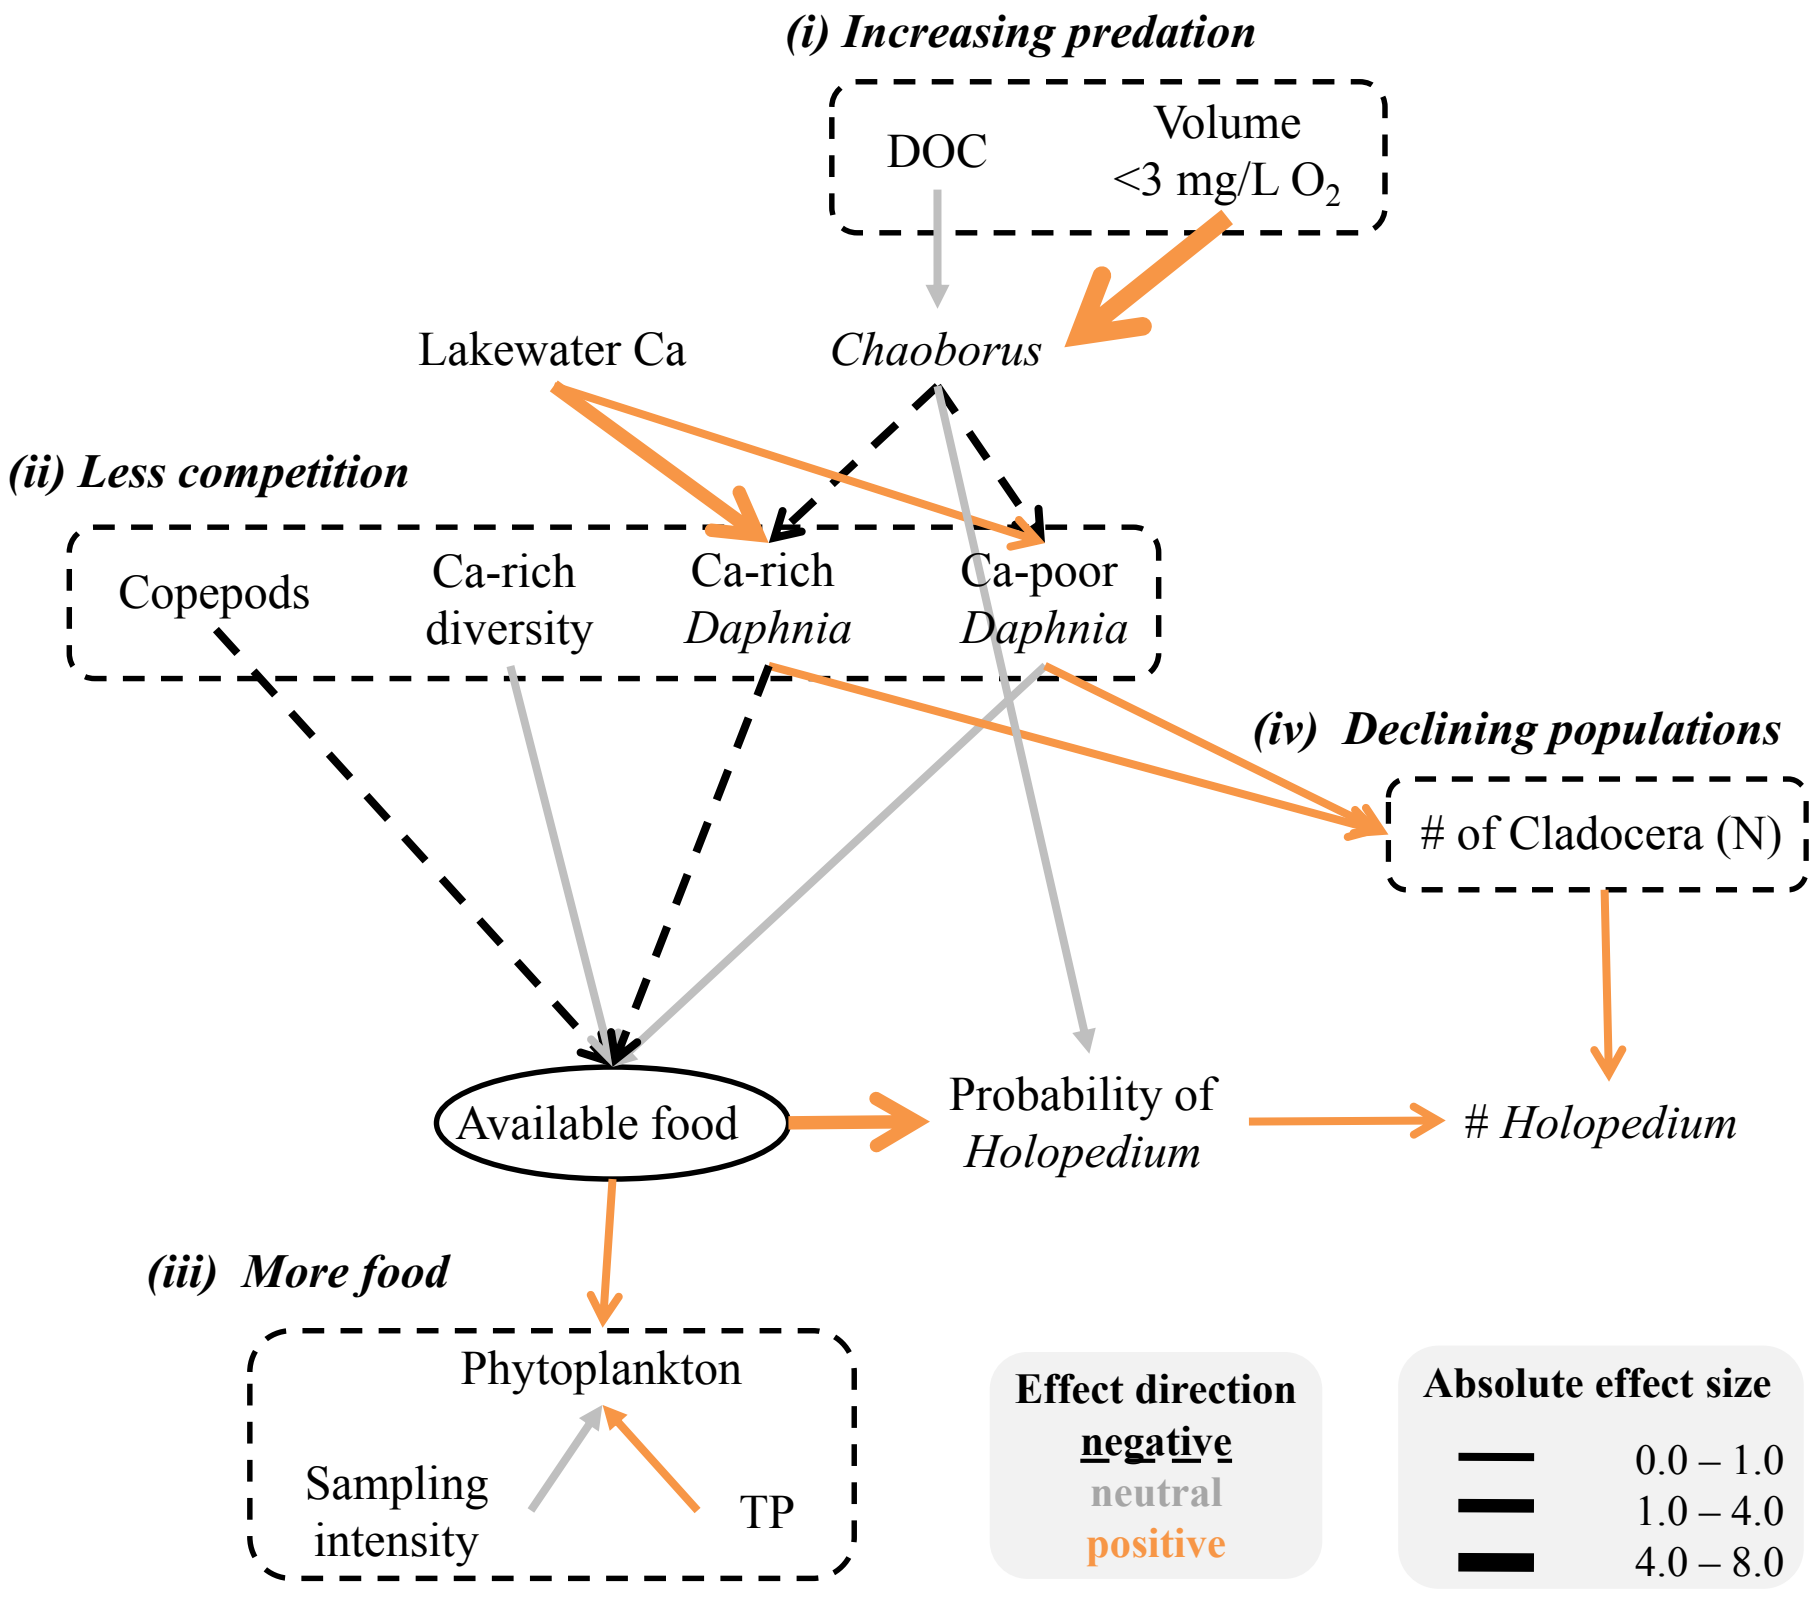 (i) Increasing predation
DOC
Volume
<3 mg/L O₂
Lakewater Ca
Chaoborus
(ii) Less competition
Copepods
Ca-rich
diversity
Ca-rich
Daphnia
Ca-poor
Daphnia
(iv) Declining populations
# of Cladocera (N)
Available food
Probability of
Holopedium
# Holopedium
(iii) More food
Phytoplankton
Sampling
intensity
TP
Effect direction
negative
neutral
positive
Absolute effect size
0.0 – 1.0
1.0 – 4.0
4.0 – 8.0